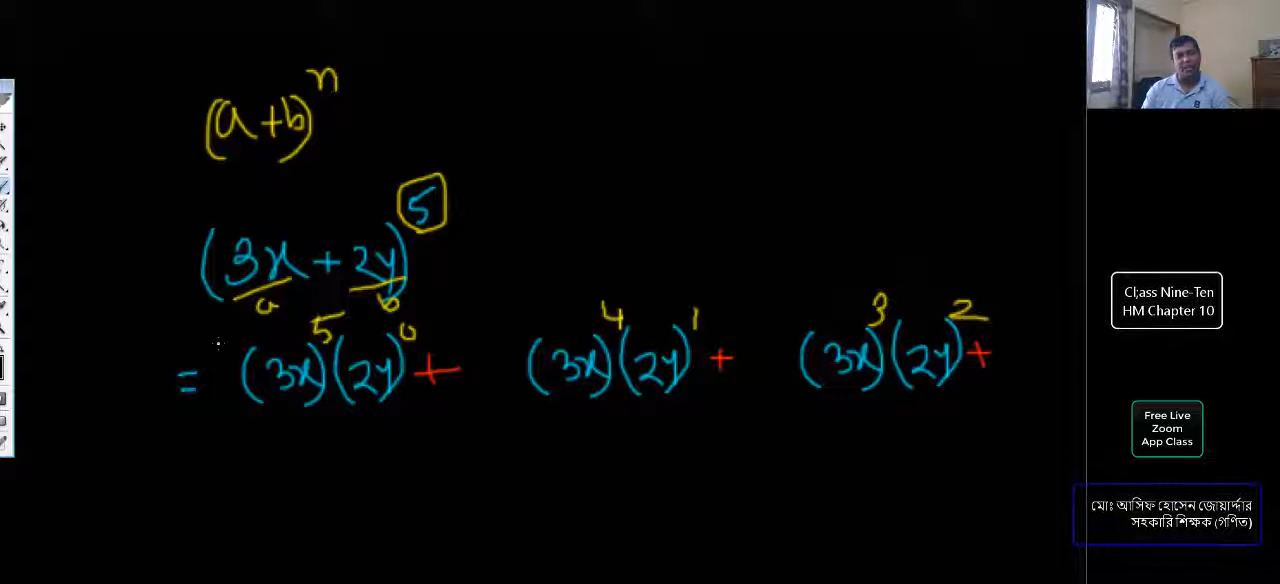 (a+b)^n
(3x + 2y)^5
a b
= (3x)^5 (2y)^0 + (3x)^4 (2y)^1 + (3x)^3 (2y)^2 +
Cl;ass Nine-Ten
HM Chapter 10
Free Live
Zoom
App Class
মোঃ আসিফ হোসেন জোয়ার্দ্দার
সহকারি শিক্ষক (গণিত)